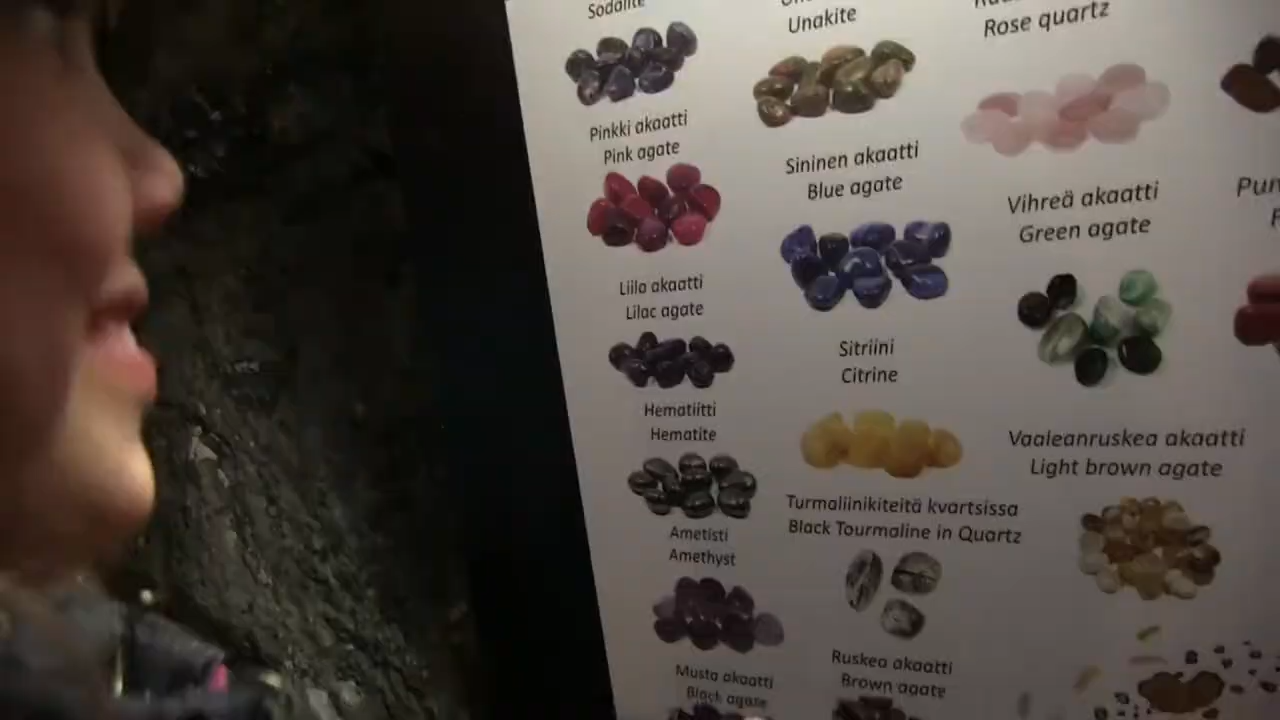 Sodalite
Pinkki akaatti
Pink agate
Liila akaatti
Lilac agate
Hematiitti
Hematite
Ametisti
Amethyst
Musta akaatti
Black agate
Unakite
Sininen akaatti
Blue agate
Sitriini
Citrine
Turmaliinikiteitä kvartsissa
Black Tourmaline in Quartz
Ruskea akaatti
Brown agate
Rose quartz
Vihreä akaatti
Green agate
Vaaleanruskea akaatti
Light brown agate